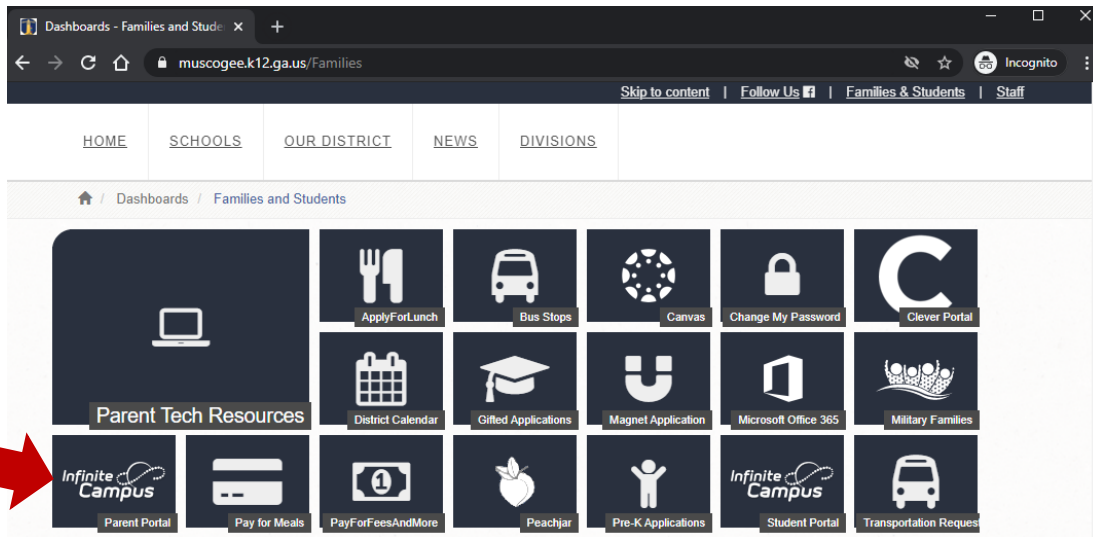 Dashboards - Families and Stude
muscogee.k12.ga.us/Families
Incognito
Skip to content | Follow Us | Families & Students | Staff
HOME SCHOOLS OUR DISTRICT NEWS DIVISIONS
/ Dashboards / Families and Students
Parent Tech Resources
ApplyForLunch
Bus Stops
Canvas
Change My Password
C
Clever Portal
District Calendar
Gifted Applications
Magnet Application
Microsoft Office 365
Military Families
Infinite
Campus
Parent Portal
Pay for Meals
1
PayForFeesAndMore
Peachjar
Pre-K Applications
Infinite
Campus
Student Portal
Transportation Request